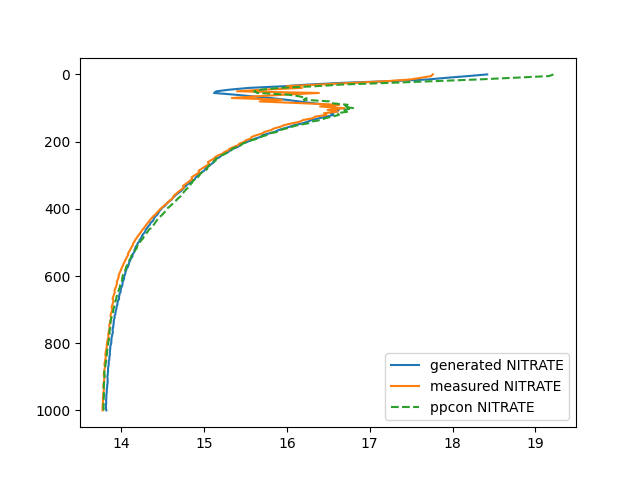 0
200
400
600
800
1000
14 15 16 17 18 19
generated NITRATE
measured NITRATE
ppcon NITRATE